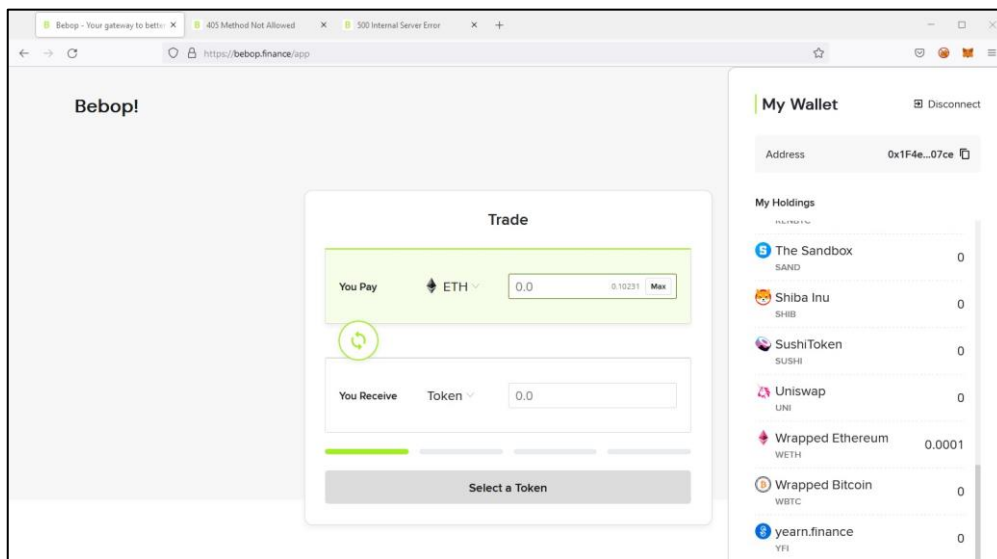 Bebop - Your gateway to bette
405 Method Not Allowed
500 Internal Server Error
https://bebop.finance/app
Bebop!
My Wallet
Disconnect
Address
0x1F4e...07ce
My Holdings
Trade
You Pay
ETH
0.0
0.10231
Max
You Receive
Token
0.0
Select a Token
The Sandbox
SAND
0
Shiba Inu
SHIB
0
SushiToken
SUSHI
0
Uniswap
UNI
0
Wrapped Ethereum
WETH
0.0001
Wrapped Bitcoin
WBTC
0
yearn.finance
YFI
0